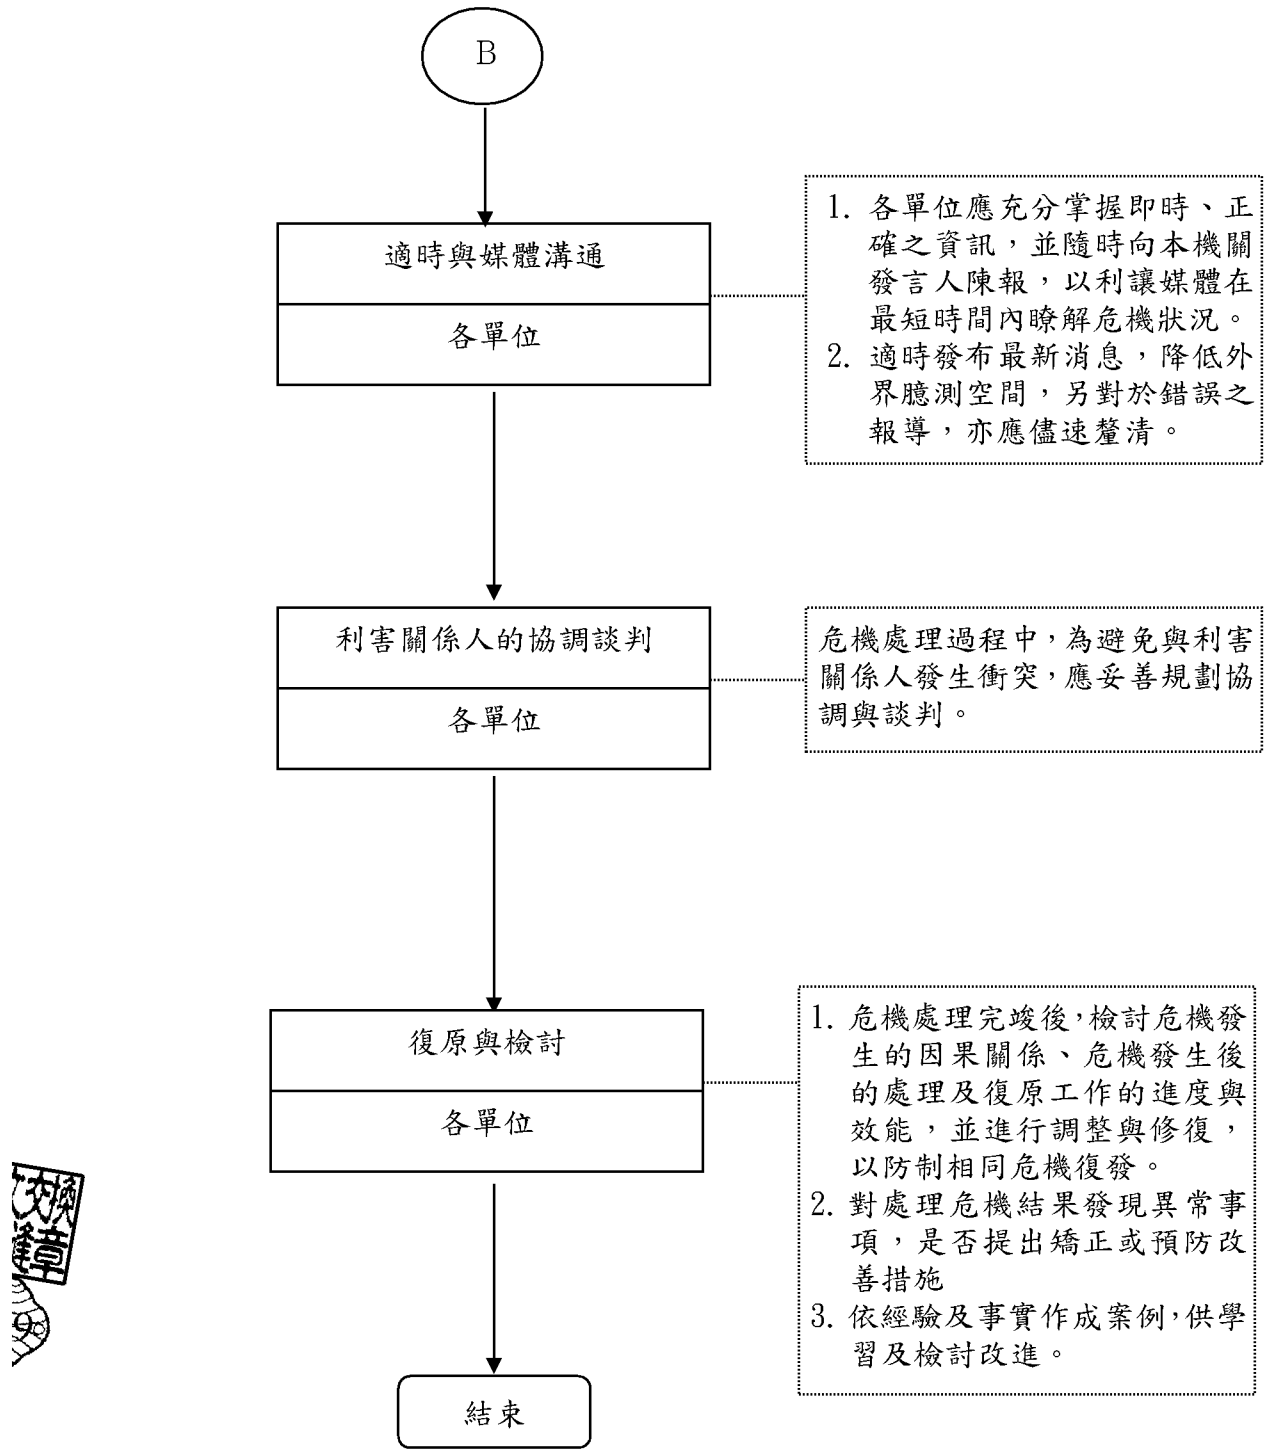 B
適時與媒體溝通
各單位
1. 各單位應充分掌握即時、正
確之資訊，並隨時向本機關
發言人陳報，以利讓媒體在
最短時間內瞭解危機狀況。
2. 適時發布最新消息，降低外
界臆測空間，另對於錯誤之
報導，亦應儘速釐清。
利害關係人的協調談判
各單位
危機處理過程中，為避免與利害
關係人發生衝突，應妥善規劃協
調與談判。
復原與檢討
各單位
1. 危機處理完竣後，檢討危機發
生的因果關係、危機發生後
的處理及復原工作的進度與
效能，並進行調整與修復，
以防制相同危機復發。
2. 對處理危機結果發現異常事
項，是否提出矯正或預防改
善措施
3. 依經驗及事實作成案例，供學
習及檢討改進。
交換
章
結束